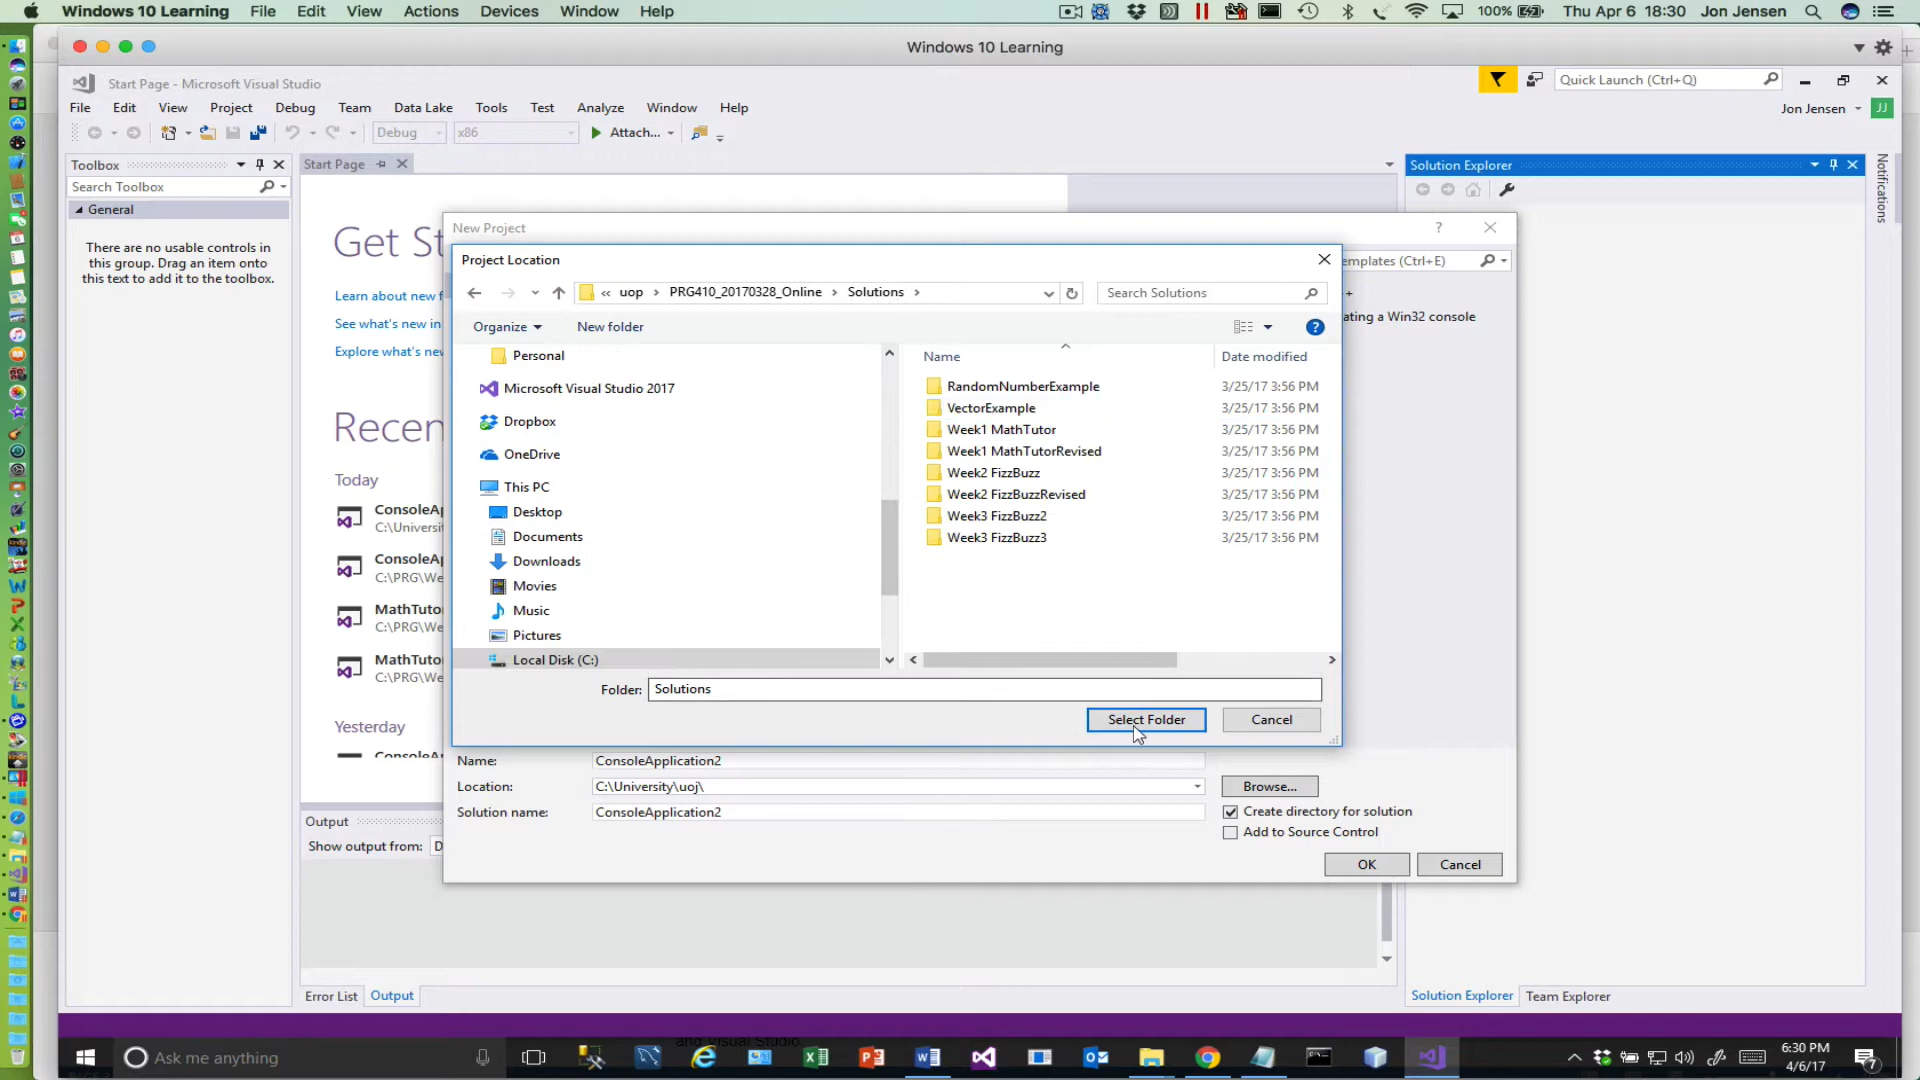 Windows 10 Learning File Edit View Actions Devices Window Help 100% Thu Apr 6 18:30 Jon Jensen
Windows 10 Learning
Start Page - Microsoft Visual Studio Quick Launch (Ctrl+Q)
File Edit View Project Debug Team Data Lake Tools Test Analyze Window Help Jon Jensen JJ
Debug x86 Attach...
Toolbox
Search Toolbox
General
There are no usable controls in
this group. Drag an item onto
this text to add it to the toolbox.
Start Page
Get St
Learn about new f
See what's new in
Explore what's new
Recen
Today
ConsoleAp
C:\Universit
ConsoleAp
C:\PRG\We
MathTuto
C:\PRG\We
MathTuto
C:\PRG\We
Yesterday
ConsoleAp
New Project ?
emplates (Ctrl+E)
ating a Win32 console
Project Location
« uop › PRG410_20170328_Online › Solutions › Search Solutions
Organize New folder ?
Personal
Microsoft Visual Studio 2017
Dropbox
OneDrive
This PC
Desktop
Documents
Downloads
Movies
Music
Pictures
Local Disk (C:)
Name Date modified
RandomNumberExample 3/25/17 3:56 PM
VectorExample 3/25/17 3:56 PM
Week1 MathTutor 3/25/17 3:56 PM
Week1 MathTutorRevised 3/25/17 3:56 PM
Week2 FizzBuzz 3/25/17 3:56 PM
Week2 FizzBuzzRevised 3/25/17 3:56 PM
Week3 FizzBuzz2 3/25/17 3:56 PM
Week3 FizzBuzz3 3/25/17 3:56 PM
Folder: Solutions
Select Folder Cancel
Name: ConsoleApplication2
Location: C:\University\uoj\ Browse...
Solution name: ConsoleApplication2
Create directory for solution
Add to Source Control
OK Cancel
Output
Show output from: D
Error List Output
Solution Explorer
Notifications
Solution Explorer Team Explorer
and Visual Studio.
Ask me anything
6:30 PM
4/6/17
7